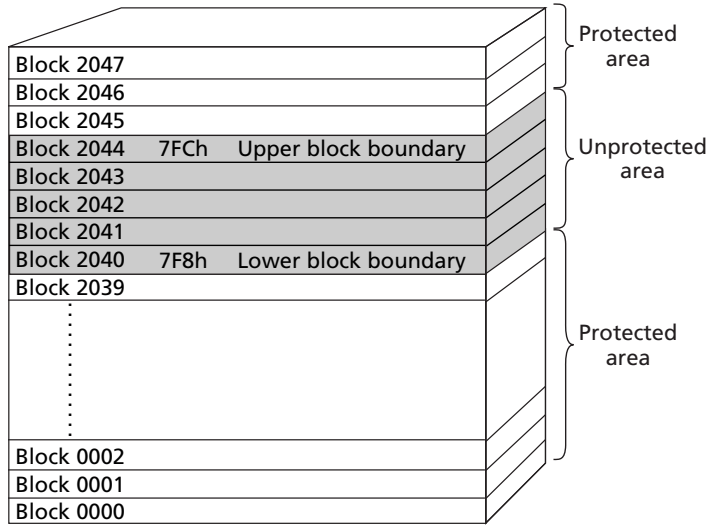 Block 2047
Block 2046
Block 2045
Block 2044 7FCh Upper block boundary
Block 2043
Block 2042
Block 2041
Block 2040 7F8h Lower block boundary
Block 2039
Block 0002
Block 0001
Block 0000
Protected
area
Unprotected
area
Protected
area